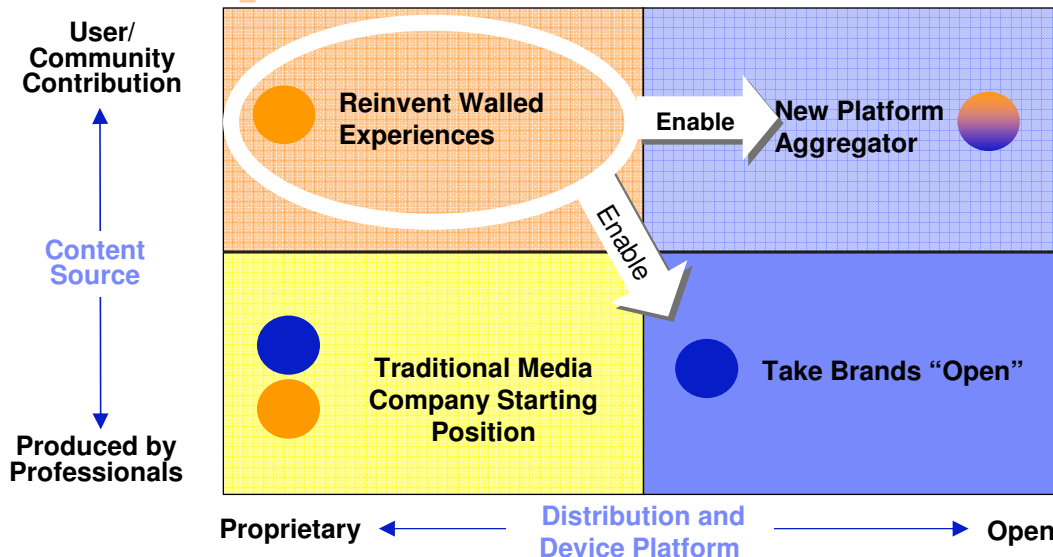 User/
Community
Contribution
Reinvent Walled
Experiences
Enable
New Platform
Aggregator
Enable
Content
Source
Traditional Media
Company Starting
Position
Take Brands “Open”
Produced by
Professionals
Proprietary
Distribution and
Device Platform
Open